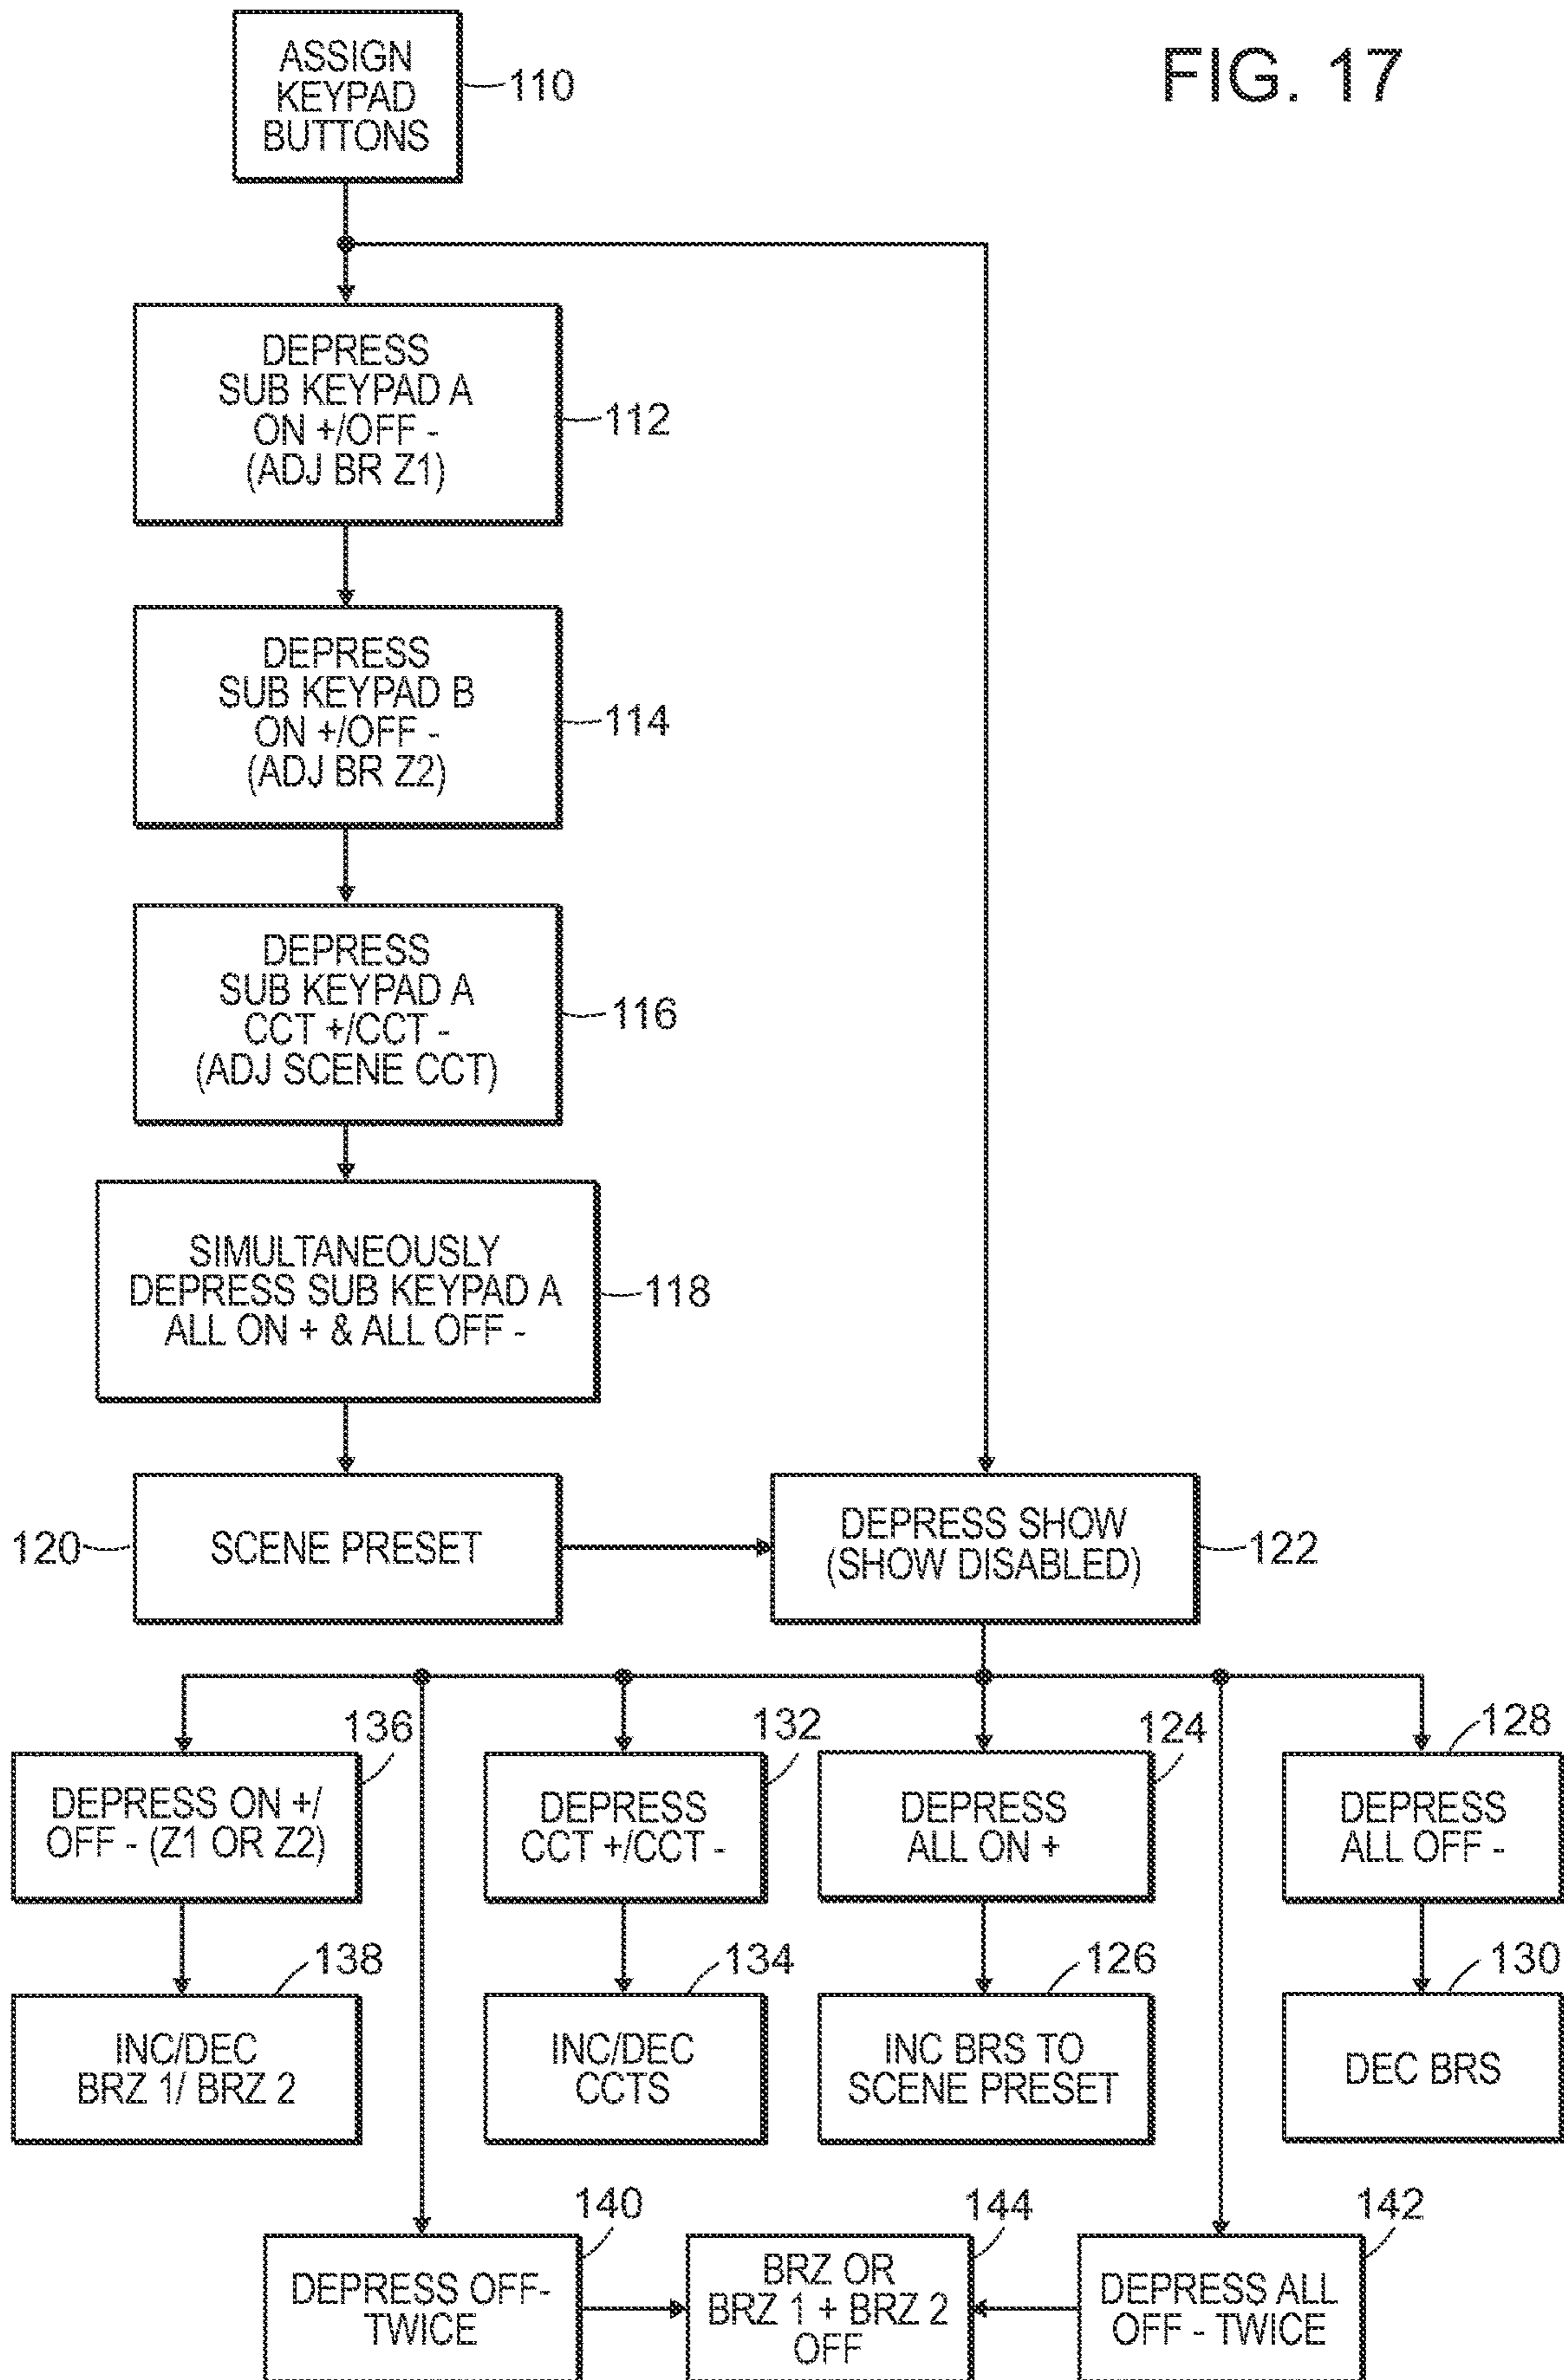 FIG. 17
ASSIGN
KEYPAD
BUTTONS
110
DEPRESS
SUB KEYPAD A
ON +/OFF -
(ADJ BR Z1)
112
DEPRESS
SUB KEYPAD B
ON +/OFF -
(ADJ BR Z2)
114
DEPRESS
SUB KEYPAD A
CCT +/CCT -
(ADJ SCENE CCT)
116
SIMULTANEOUSLY
DEPRESS SUB KEYPAD A
ALL ON + & ALL OFF -
118
120
SCENE PRESET
DEPRESS SHOW
(SHOW DISABLED)
122
136
DEPRESS ON +/
OFF - (Z1 OR Z2)
132
DEPRESS
CCT +/CCT -
124
DEPRESS
ALL ON +
128
DEPRESS
ALL OFF -
138
INC/DEC
BRZ 1/ BRZ 2
134
INC/DEC
CCTS
126
INC BRS TO
SCENE PRESET
130
DEC BRS
140
DEPRESS OFF-
TWICE
144
BRZ OR
BRZ 1 + BRZ 2
OFF
142
DEPRESS ALL
OFF - TWICE